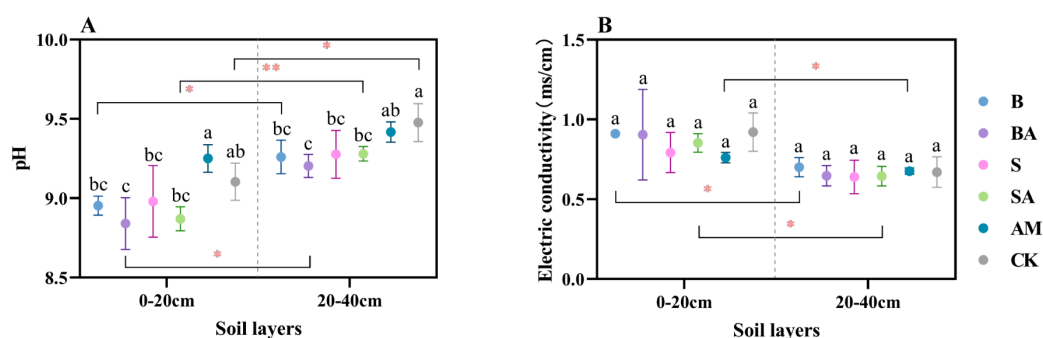 A
pH
10.0
9.5
9.0
8.5
*
**
*
*
bc
c
bc
bc
a
ab
bc
c
bc
bc
ab
a
0-20cm
20-40cm
Soil layers
B
Electric conductivity (ms/cm)
1.5
1.0
0.5
0.0
*
*
*
a
a
a
a
a
a
a
a
a
a
a
a
0-20cm
20-40cm
Soil layers
B
BA
S
SA
AM
CK